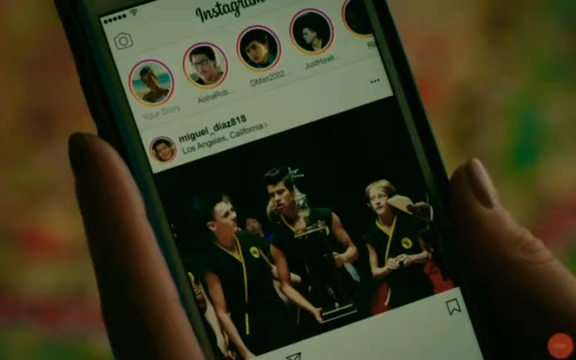 Instagram
Your Story
AishaRob...
DMan2002
JustHawk...
miguel_diaz818
Los Angeles, California